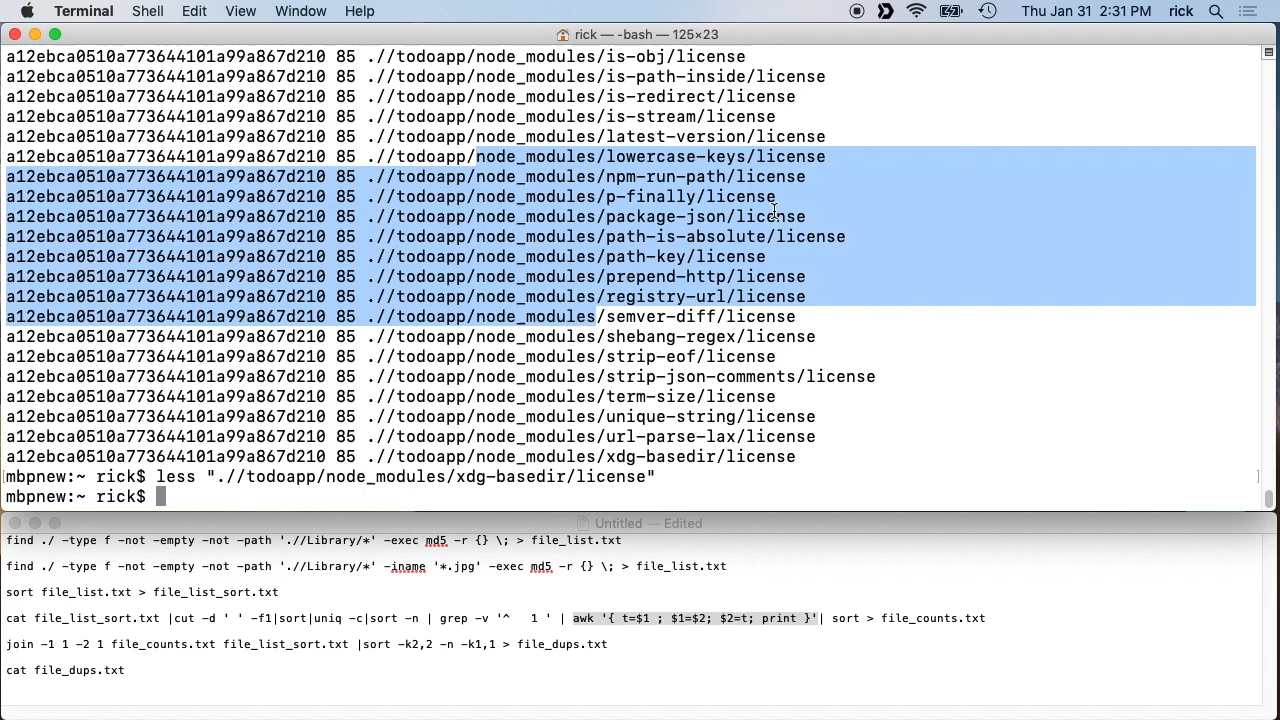 Terminal Shell Edit View Window Help Thu Jan 31 2:31 PM rick
rick — -bash — 125×23
a12ebca0510a773644101a99a867d210 85 .//todoapp/node_modules/is-obj/license
a12ebca0510a773644101a99a867d210 85 .//todoapp/node_modules/is-path-inside/license
a12ebca0510a773644101a99a867d210 85 .//todoapp/node_modules/is-redirect/license
a12ebca0510a773644101a99a867d210 85 .//todoapp/node_modules/is-stream/license
a12ebca0510a773644101a99a867d210 85 .//todoapp/node_modules/latest-version/license
a12ebca0510a773644101a99a867d210 85 .//todoapp/node_modules/lowercase-keys/license
a12ebca0510a773644101a99a867d210 85 .//todoapp/node_modules/npm-run-path/license
a12ebca0510a773644101a99a867d210 85 .//todoapp/node_modules/p-finally/license
a12ebca0510a773644101a99a867d210 85 .//todoapp/node_modules/package-json/license
a12ebca0510a773644101a99a867d210 85 .//todoapp/node_modules/path-is-absolute/license
a12ebca0510a773644101a99a867d210 85 .//todoapp/node_modules/path-key/license
a12ebca0510a773644101a99a867d210 85 .//todoapp/node_modules/prepend-http/license
a12ebca0510a773644101a99a867d210 85 .//todoapp/node_modules/registry-url/license
a12ebca0510a773644101a99a867d210 85 .//todoapp/node_modules/semver-diff/license
a12ebca0510a773644101a99a867d210 85 .//todoapp/node_modules/shebang-regex/license
a12ebca0510a773644101a99a867d210 85 .//todoapp/node_modules/strip-eof/license
a12ebca0510a773644101a99a867d210 85 .//todoapp/node_modules/strip-json-comments/license
a12ebca0510a773644101a99a867d210 85 .//todoapp/node_modules/term-size/license
a12ebca0510a773644101a99a867d210 85 .//todoapp/node_modules/unique-string/license
a12ebca0510a773644101a99a867d210 85 .//todoapp/node_modules/url-parse-lax/license
a12ebca0510a773644101a99a867d210 85 .//todoapp/node_modules/xdg-basedir/license
[mbpnew:~ rick$ less ".//todoapp/node_modules/xdg-basedir/license" ]
mbpnew:~ rick$
Untitled — Edited
find ./ -type f -not -empty -not -path './/Library/*' -exec md5 -r {} \; > file_list.txt
find ./ -type f -not -empty -not -path './/Library/*' -iname '*.jpg' -exec md5 -r {} \; > file_list.txt
sort file_list.txt > file_list_sort.txt
cat file_list_sort.txt |cut -d ' ' -f1|sort|uniq -c|sort -n | grep -v '^   1 ' | awk '{ t=$1 ; $1=$2; $2=t; print }'| sort > file_counts.txt
join -1 1 -2 1 file_counts.txt file_list_sort.txt |sort -k2,2 -n -k1,1 > file_dups.txt
cat file_dups.txt